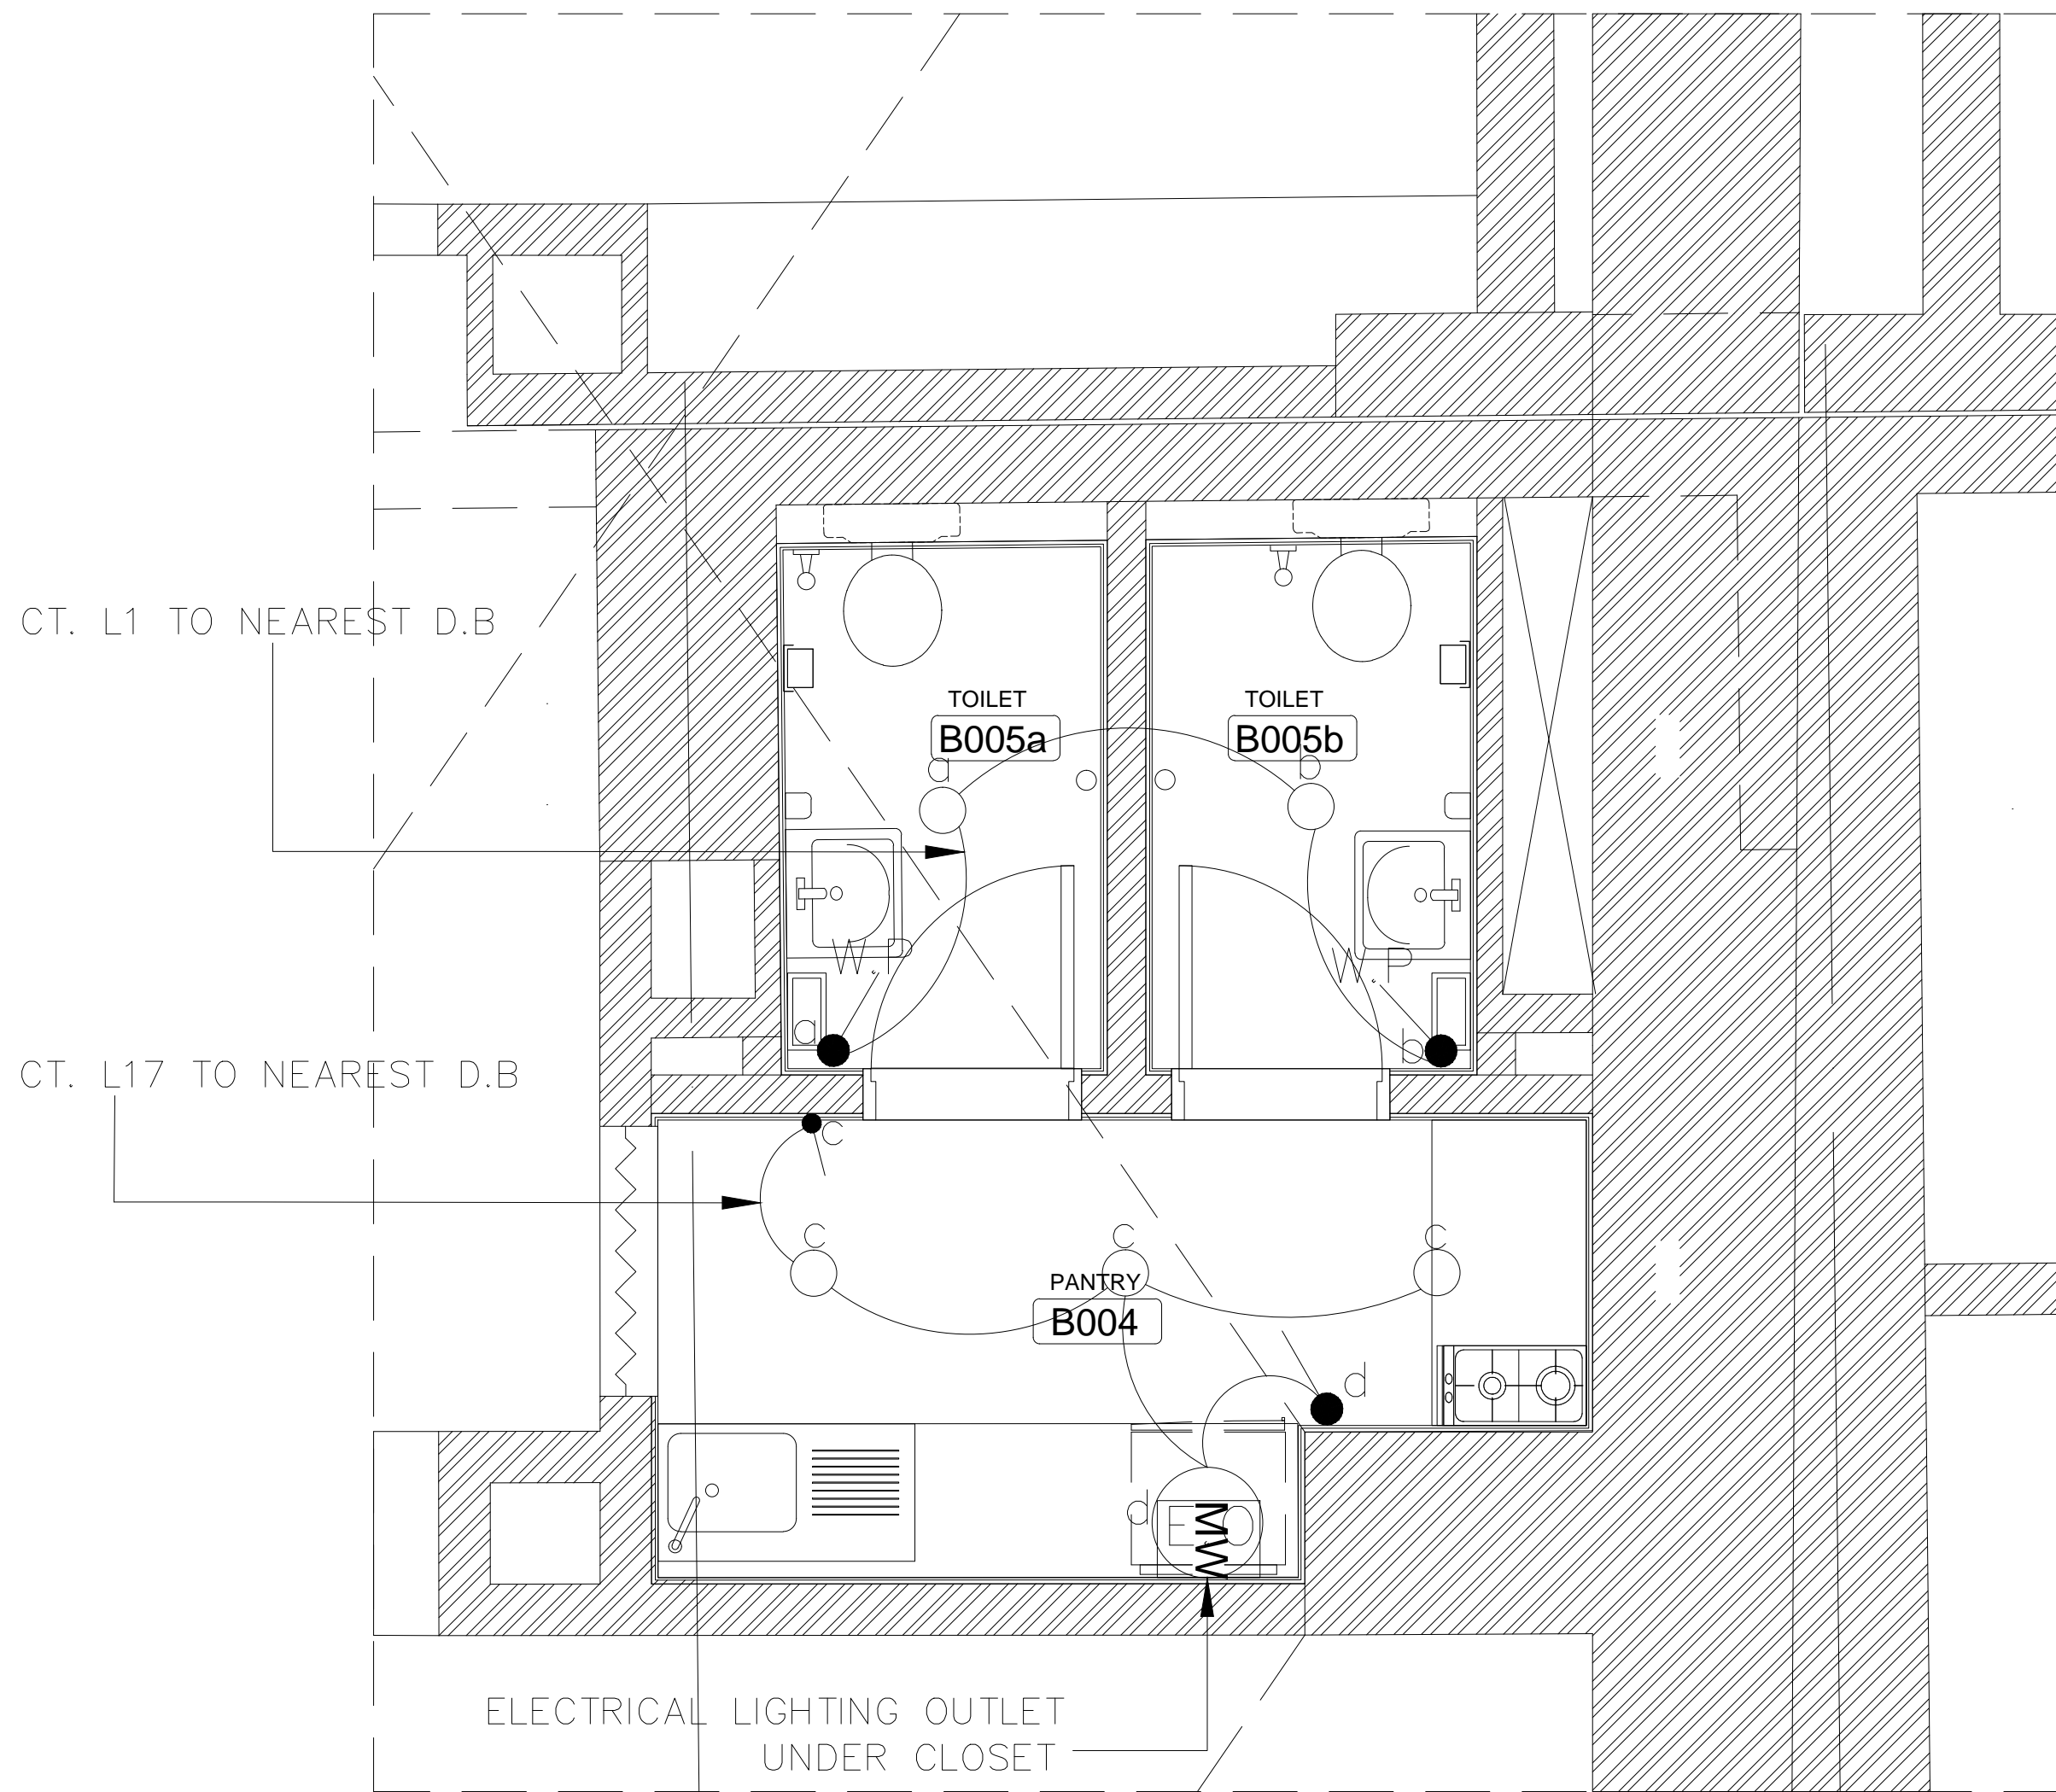 CT. L1 TO NEAREST D.B
TOILET
B005a
TOILET
B005b
a
b
W.P
W.P
a
b
CT. L17 TO NEAREST D.B
c
c
c
c
PANTRY
B004
d
d
E.O
MW
ELECTRICAL LIGHTING OUTLET
UNDER CLOSET